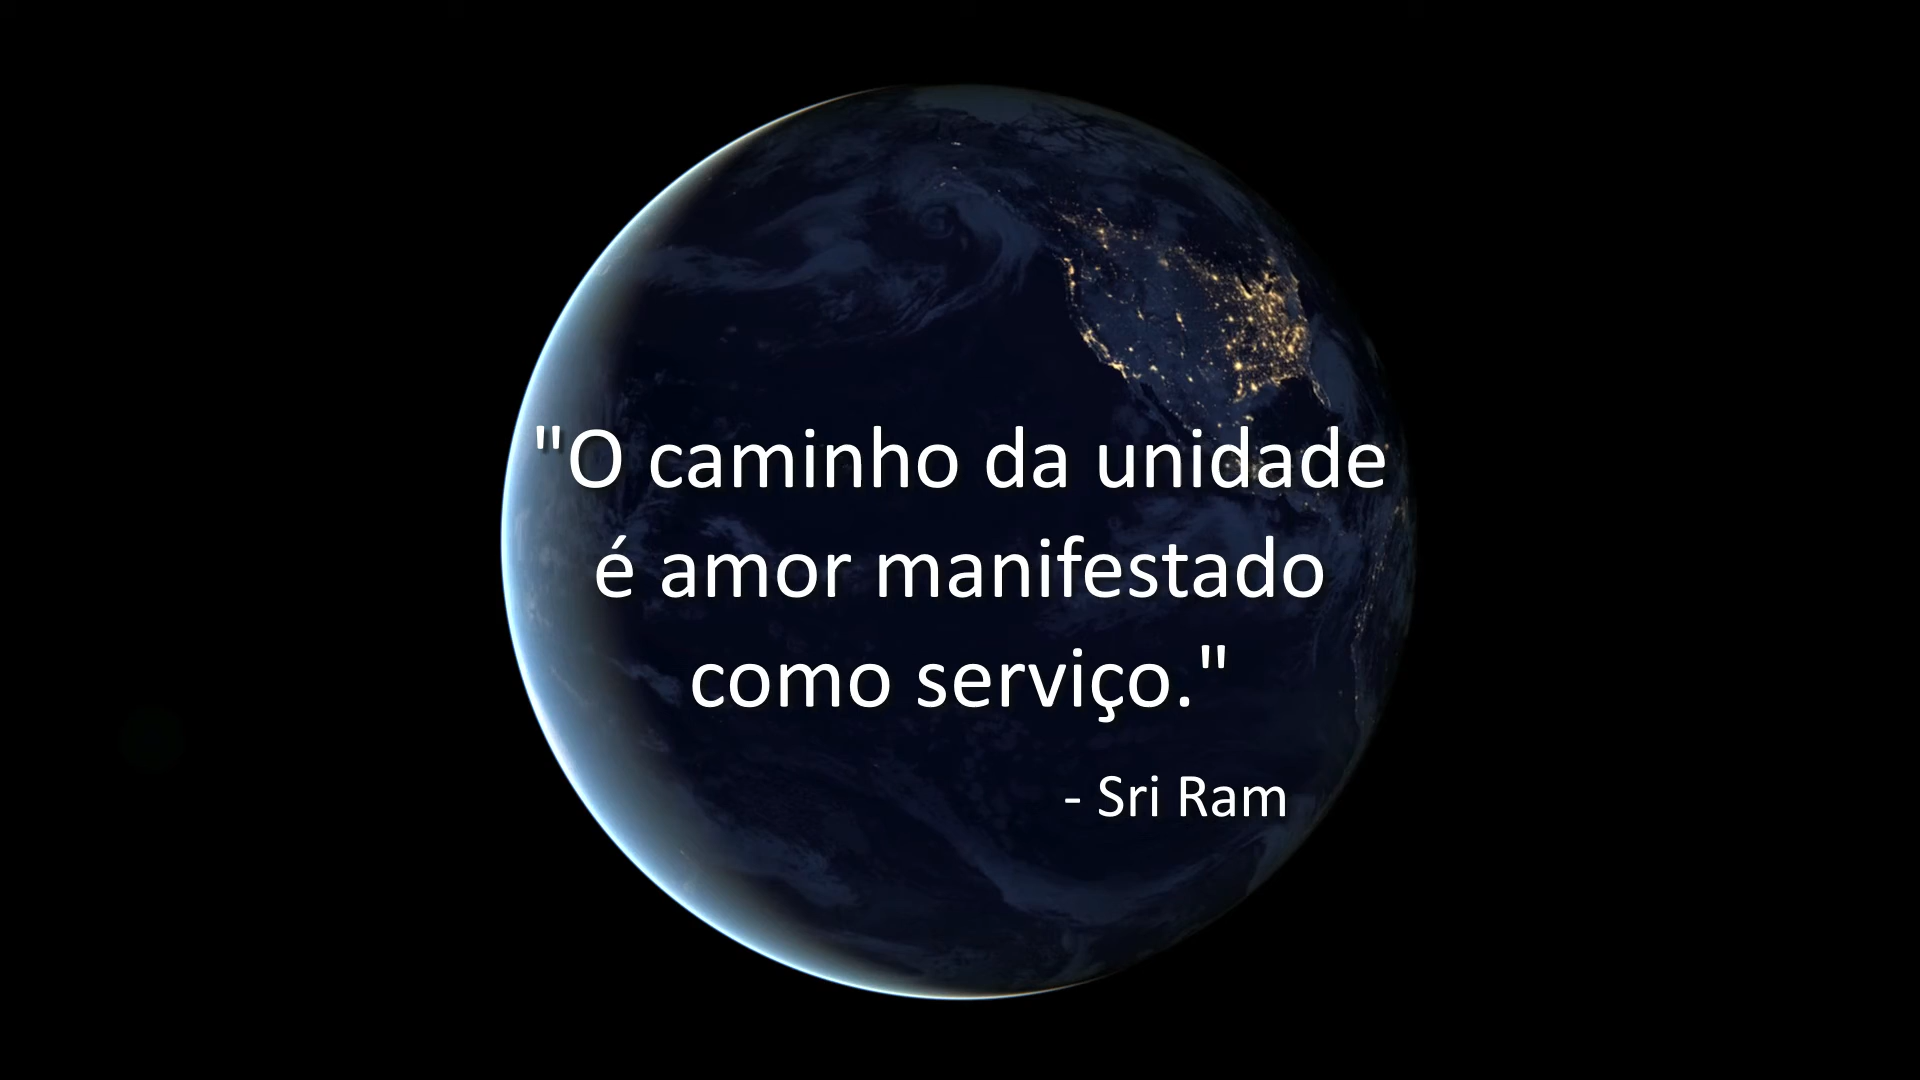 "O caminho da unidade
é amor manifestado
como serviço."
- Sri Ram